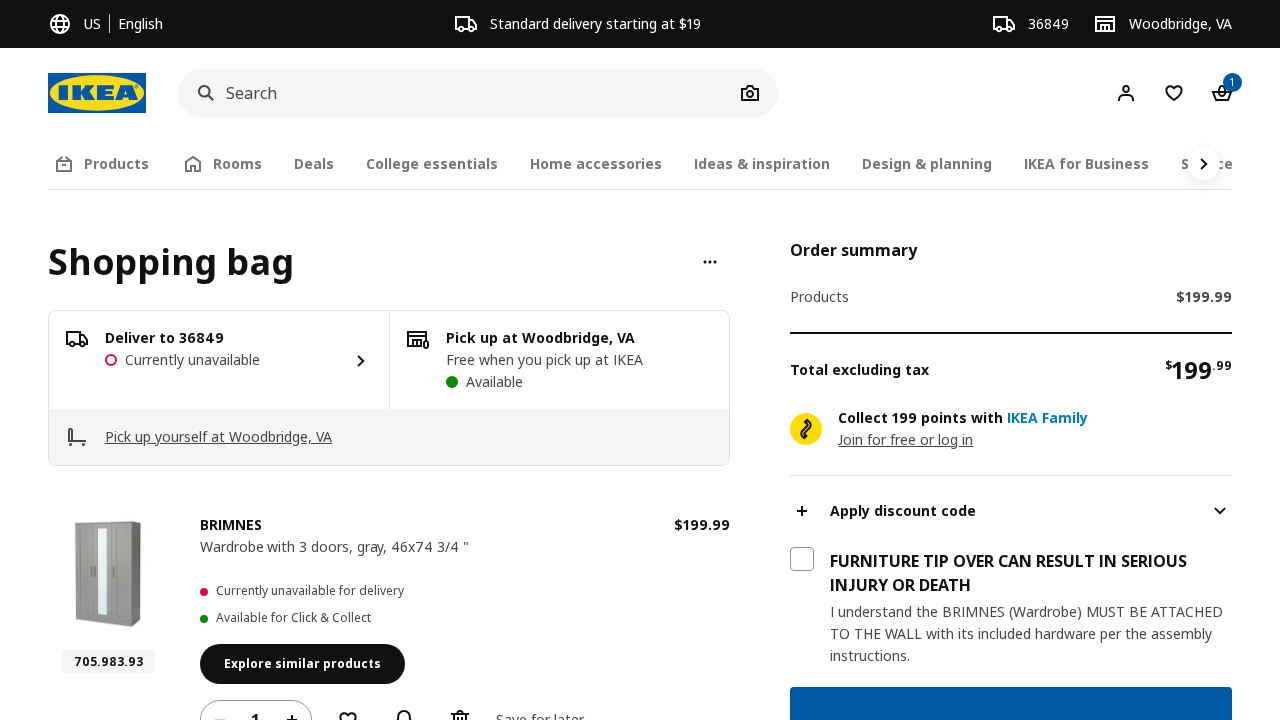 US | English
Standard delivery starting at $19
36849
Woodbridge, VA
IKEA
Search
1
Products
Rooms
Deals
College essentials
Home accessories
Ideas & inspiration
Design & planning
IKEA for Business
Shopping bag
Deliver to 36849
Currently unavailable
Pick up at Woodbridge, VA
Free when you pick up at IKEA
Available
Pick up yourself at Woodbridge, VA
BRIMNES
$199.99
Wardrobe with 3 doors, gray, 46x74 3/4 "
Currently unavailable for delivery
Available for Click & Collect
705.983.93
Explore similar products
1
Save for later
Order summary
Products
$199.99
Total excluding tax
$199.99
Collect 199 points with IKEA Family
Join for free or log in
Apply discount code
FURNITURE TIP OVER CAN RESULT IN SERIOUS
INJURY OR DEATH
I understand the BRIMNES (Wardrobe) MUST BE ATTACHED
TO THE WALL with its included hardware per the assembly
instructions.